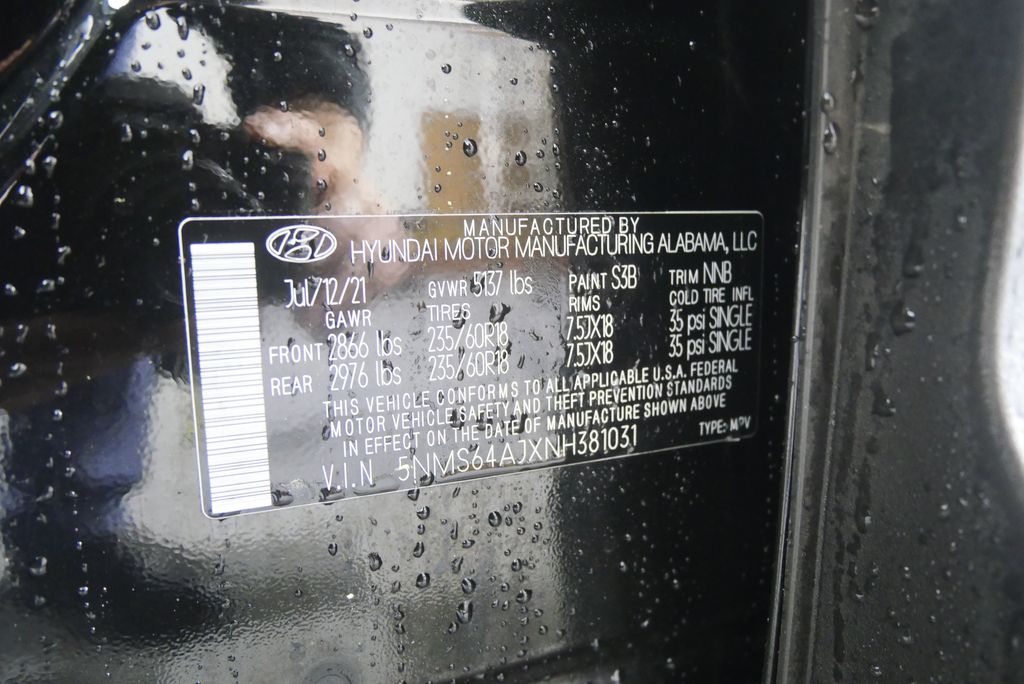 MANUFACTURED BY
HYUNDAI MOTOR MANUFACTURING ALABAMA, LLC
Jul/12/21 GVWR 5137 lbs PAINT S3B TRIM NNB
GAWR TIRES RIMS COLD TIRE INFL
FRONT 2866 lbs 235/60R18 7.5JX18 35 psi SINGLE
REAR 2976 lbs 235/60R18 7.5JX18 35 psi SINGLE
THIS VEHICLE CONFORMS TO ALL APPLICABLE U.S.A. FEDERAL
MOTOR VEHICLE SAFETY AND THEFT PREVENTION STANDARDS
IN EFFECT ON THE DATE OF MANUFACTURE SHOWN ABOVE
V.I.N 5NMS64AJXNH381031 TYPE: MPV